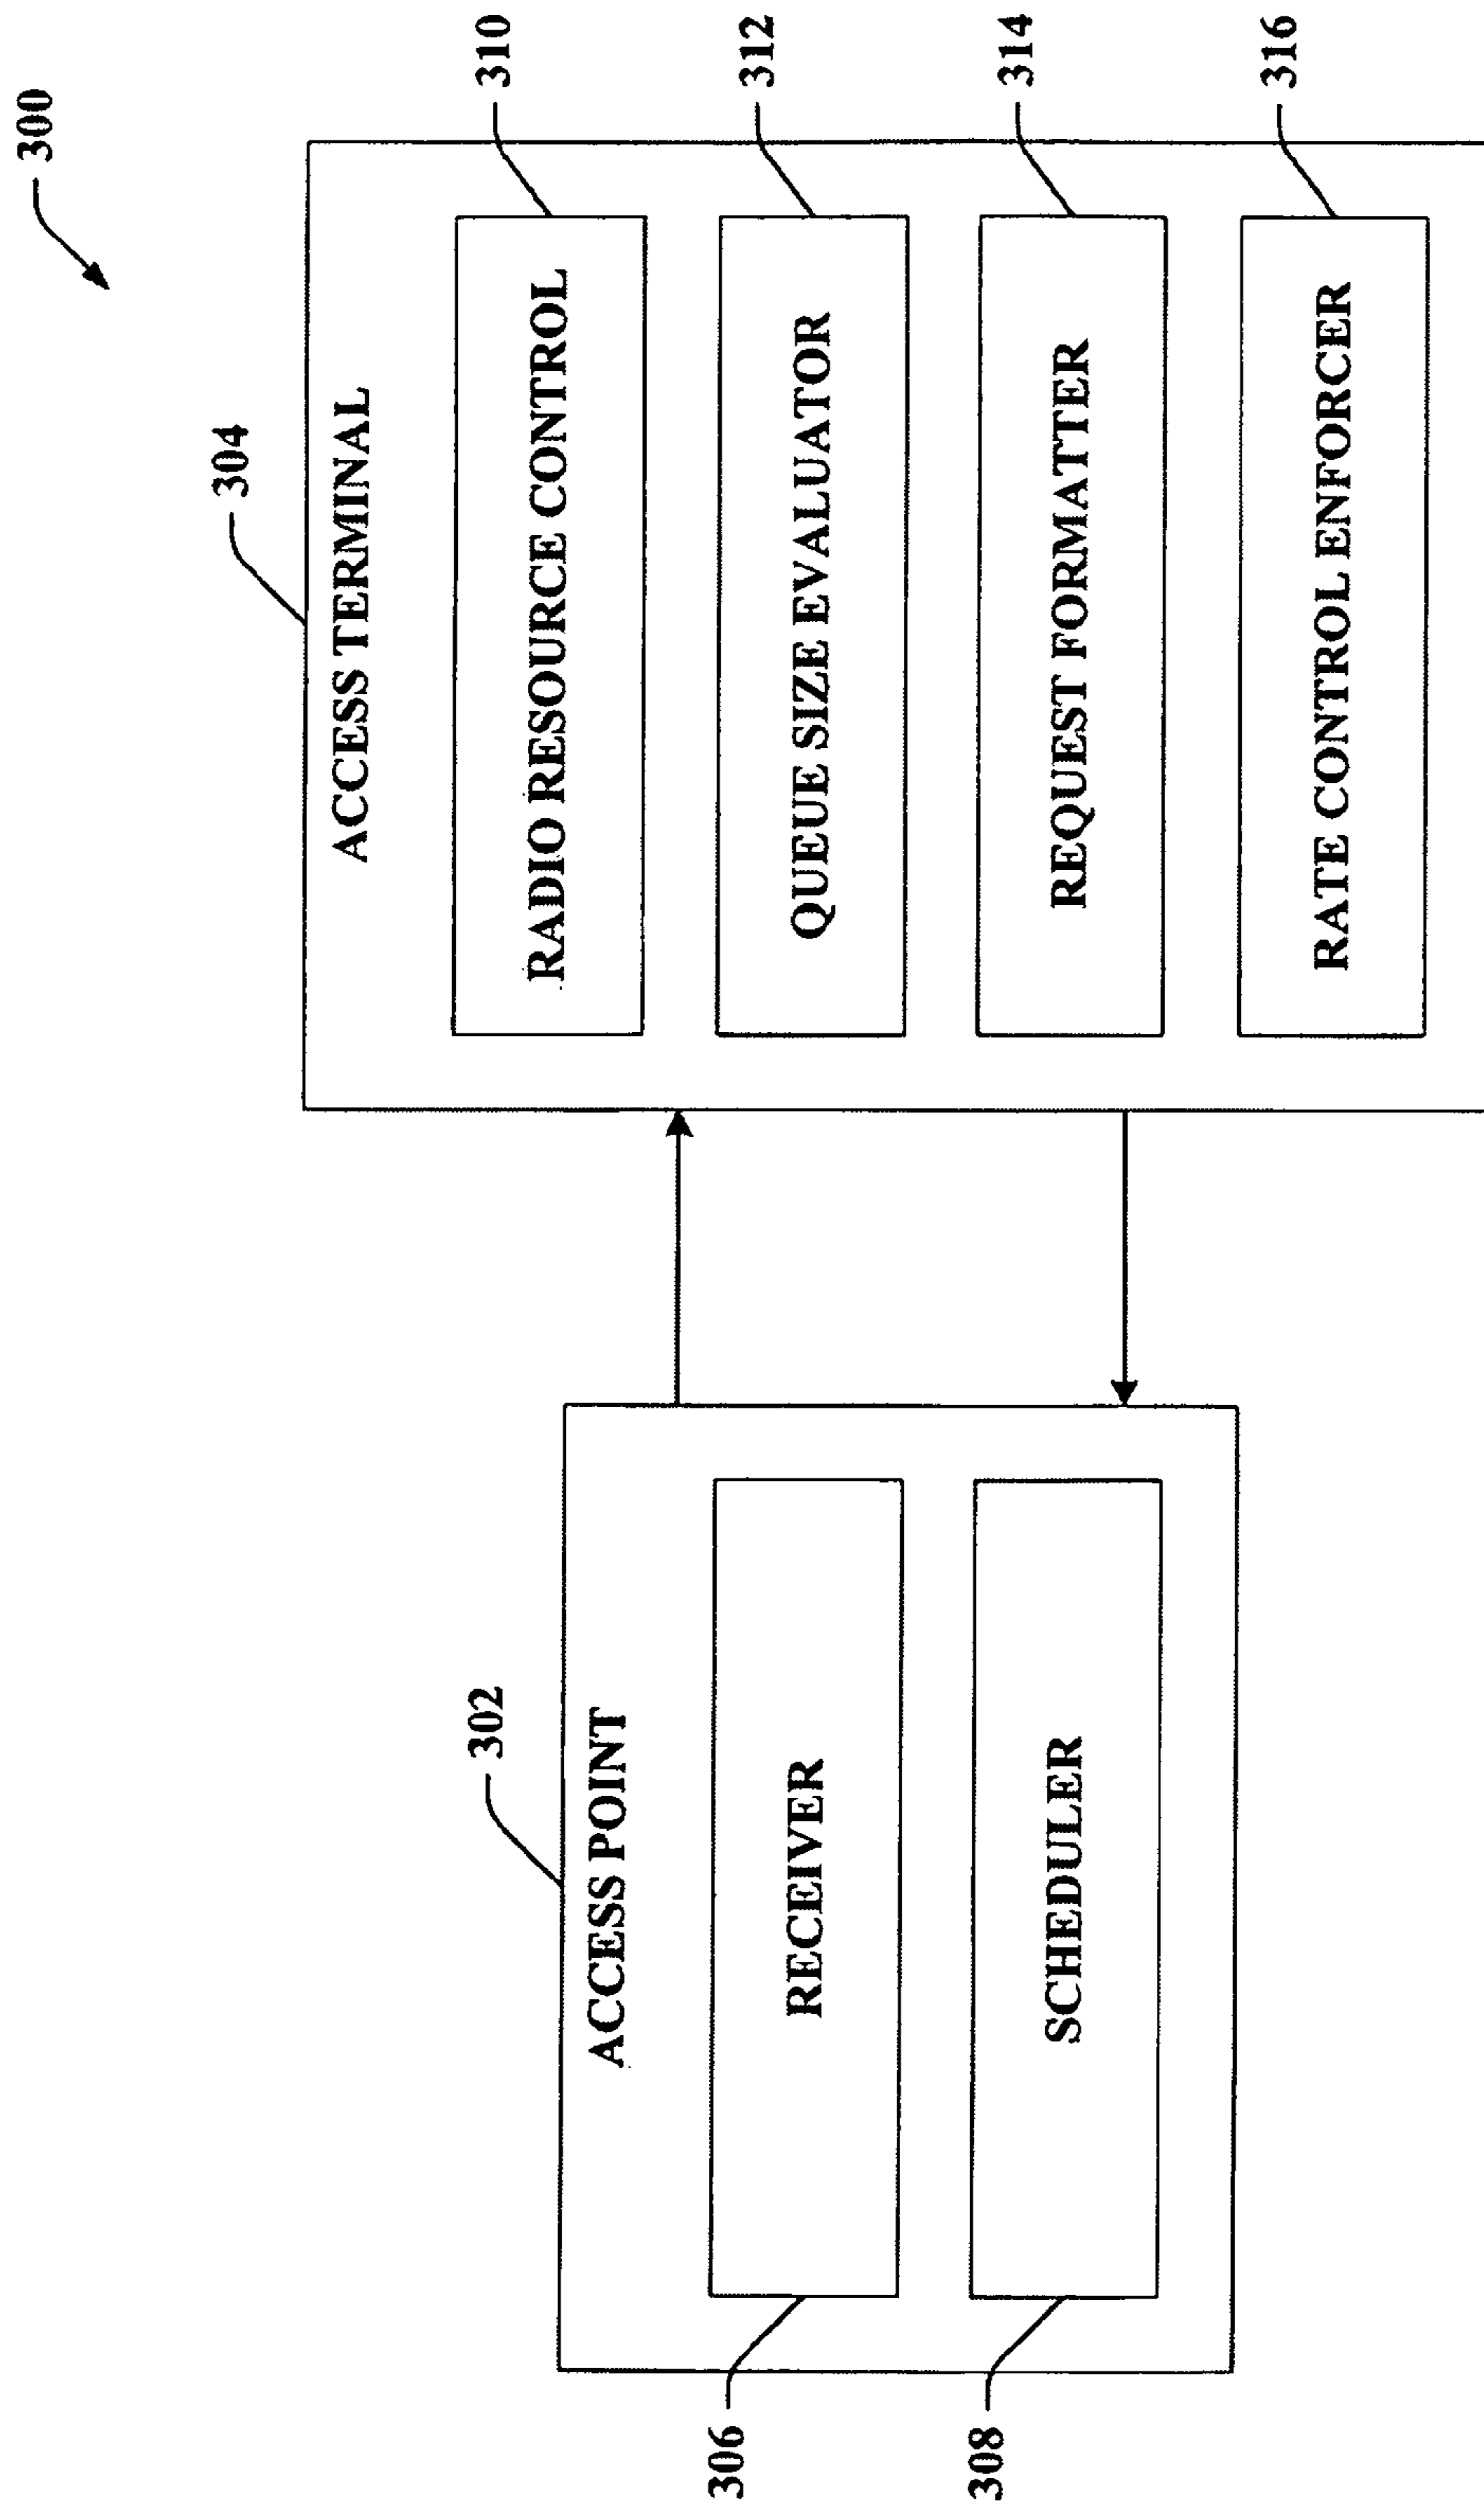 300
304
ACCESS TERMINAL
302
310
RADIO RESOURCE CONTROL
ACCESS POINT
312
QUEUE SIZE EVALUATOR
306
RECEIVER
314
REQUEST FORMATTER
308
SCHEDULER
316
RATE CONTROL ENFORCER